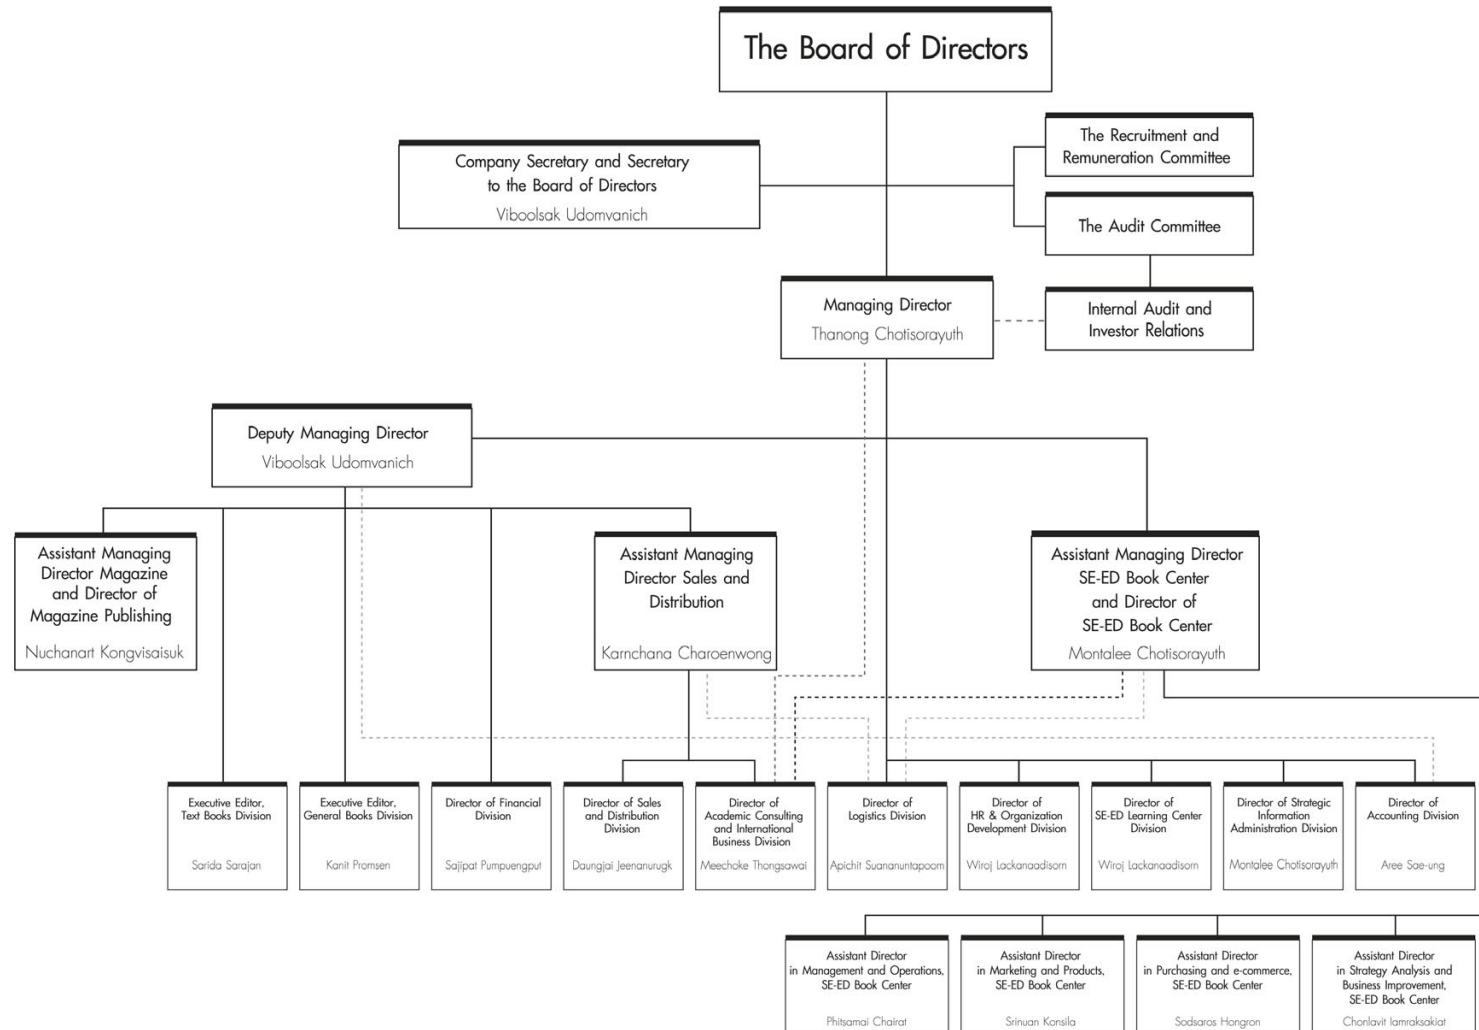 The Board of Directors
The Recruitment and
Remuneration Committee
Company Secretary and Secretary
to the Board of Directors
Viboolsak Udomvanich
The Audit Committee
Managing Director
Thanong Chotisorayuth
Internal Audit and
Investor Relations
Deputy Managing Director
Viboolsak Udomvanich
Assistant Managing
Director Magazine
and Director of
Magazine Publishing
Nuchanart Kongvisaisuk
Assistant Managing
Director Sales and
Distribution
Karnchana Charoenwong
Assistant Managing Director
SE-ED Book Center
and Director of
SE-ED Book Center
Montalee Chotisorayuth
Executive Editor,
Text Books Division
Sarida Sarajan
Executive Editor,
General Books Division
Kanit Promsen
Director of Financial
Division
Sajipat Pumpuengput
Director of Sales
and Distribution
Division
Daungjai Jeenanurugk
Director of
Academic Consulting
and International
Business Division
Meechoke Thongsawai
Director of
Logistics Division
Apichit Suananuntapoom
Director of
HR & Organization
Development Division
Wiroj Lackanaadisorn
Director of
SE-ED Learning Center
Division
Wiroj Lackanaadisorn
Director of Strategic
Information
Administration Division
Montalee Chotisorayuth
Director of
Accounting Division
Aree Sae-ung
Assistant Director
in Management and Operations,
SE-ED Book Center
Phitsamai Chairat
Assistant Director
in Marketing and Products,
SE-ED Book Center
Srinuan Konsila
Assistant Director
in Purchasing and e-commerce,
SE-ED Book Center
Sodsaros Hongron
Assistant Director
in Strategy Analysis and
Business Improvement,
SE-ED Book Center
Chonlavit Iamraksakiat